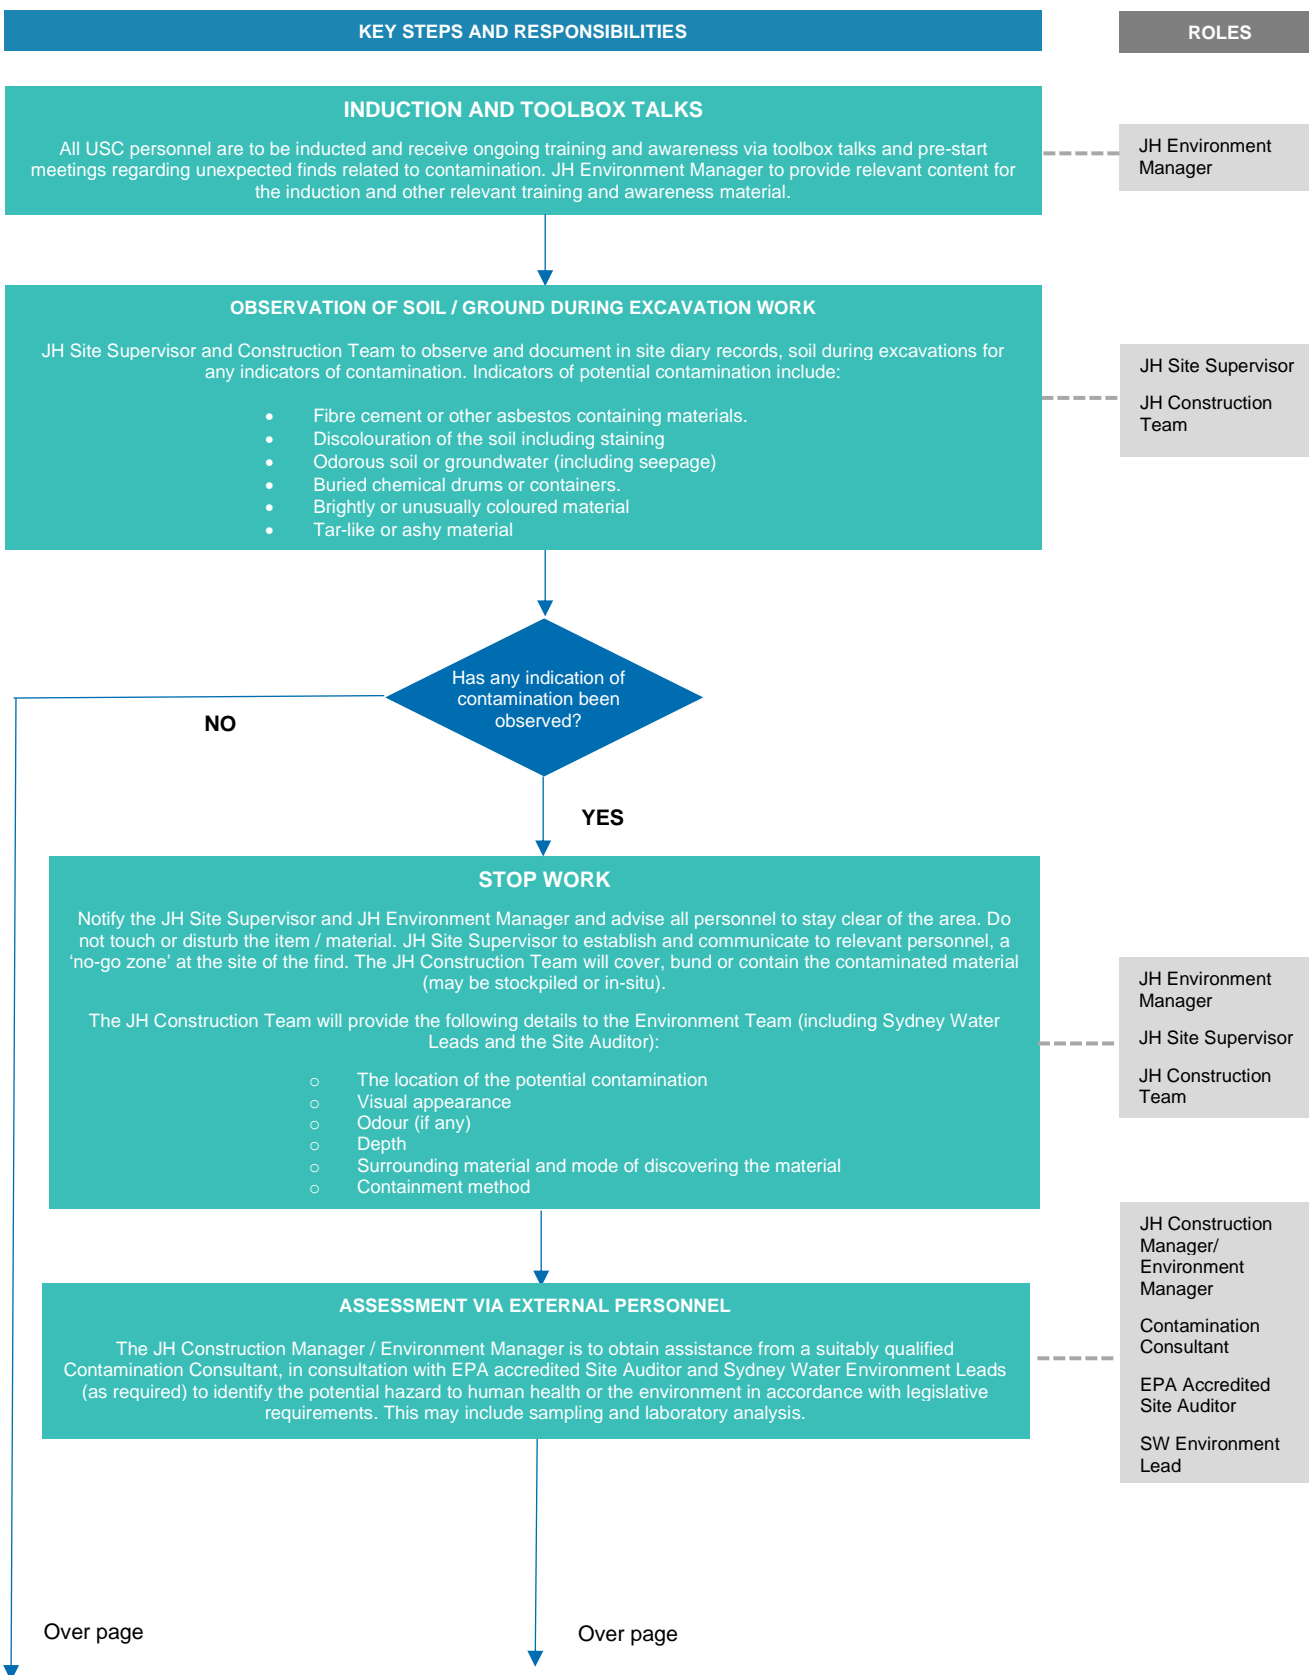 KEY STEPS AND RESPONSIBILITIES
ROLES
INDUCTION AND TOOLBOX TALKS
All USC personnel are to be inducted and receive ongoing training and awareness via toolbox talks and pre-start
meetings regarding unexpected finds related to contamination. JH Environment Manager to provide relevant content for
the induction and other relevant training and awareness material.
JH Environment
Manager
OBSERVATION OF SOIL / GROUND DURING EXCAVATION WORK
JH Site Supervisor and Construction Team to observe and document in site diary records, soil during excavations for
any indicators of contamination. Indicators of potential contamination include:
• Fibre cement or other asbestos containing materials.
• Discolouration of the soil including staining
• Odorous soil or groundwater (including seepage)
• Buried chemical drums or containers.
• Brightly or unusually coloured material
• Tar-like or ashy material
JH Site Supervisor
JH Construction
Team
Has any indication of
contamination been
observed?
NO
YES
STOP WORK
Notify the JH Site Supervisor and JH Environment Manager and advise all personnel to stay clear of the area. Do
not touch or disturb the item / material. JH Site Supervisor to establish and communicate to relevant personnel, a
‘no-go zone’ at the site of the find. The JH Construction Team will cover, bund or contain the contaminated material
(may be stockpiled or in-situ).
The JH Construction Team will provide the following details to the Environment Team (including Sydney Water
Leads and the Site Auditor):
o The location of the potential contamination
o Visual appearance
o Odour (if any)
o Depth
o Surrounding material and mode of discovering the material
o Containment method
JH Environment
Manager
JH Site Supervisor
JH Construction
Team
ASSESSMENT VIA EXTERNAL PERSONNEL
The JH Construction Manager / Environment Manager is to obtain assistance from a suitably qualified
Contamination Consultant, in consultation with EPA accredited Site Auditor and Sydney Water Environment Leads
(as required) to identify the potential hazard to human health or the environment in accordance with legislative
requirements. This may include sampling and laboratory analysis.
JH Construction
Manager/
Environment
Manager
Contamination
Consultant
EPA Accredited
Site Auditor
SW Environment
Lead
Over page
Over page